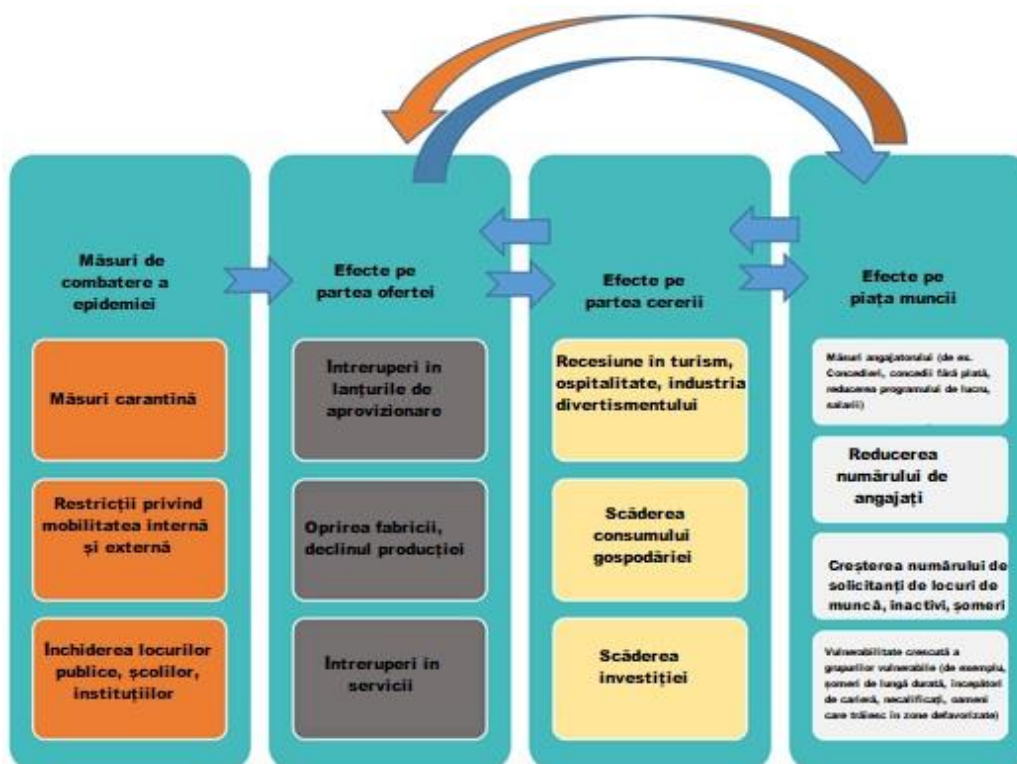 Măsuri de
combatere a
epidemiei
Măsuri carantină
Restricții privind
mobilitatea internă
și externă
Închiderea locurilor
publice, școlilor,
instituțiilor
Efecte pe
partea ofertei
Întreruperi in
lanțurile de
aprovizionare
Oprirea fabricii,
declinul producției
Întreruperi in
servicii
Efecte pe
partea cererii
Recesiune in turism,
ospitalitate, industria
divertismentului
Scăderea
consumului
gospodăriei
Scăderea
investiției
Efecte pe
piața muncii
Măsuri angajatorului (de ex.
Concedieri, concedii fără plată,
reducerea programului de lucru,
salarii)
Reducerea
numărului de
angajați
Creșterea numărului de
solicitanți de locuri de
muncă, inactivi, șomeri
Vulnerabilitate crescută a
grupurilor vulnerabile (de exemplu,
șomeri de lungă durată, începători
de carieră, necalificați, oameni
care trăiesc în zone defavorizate)